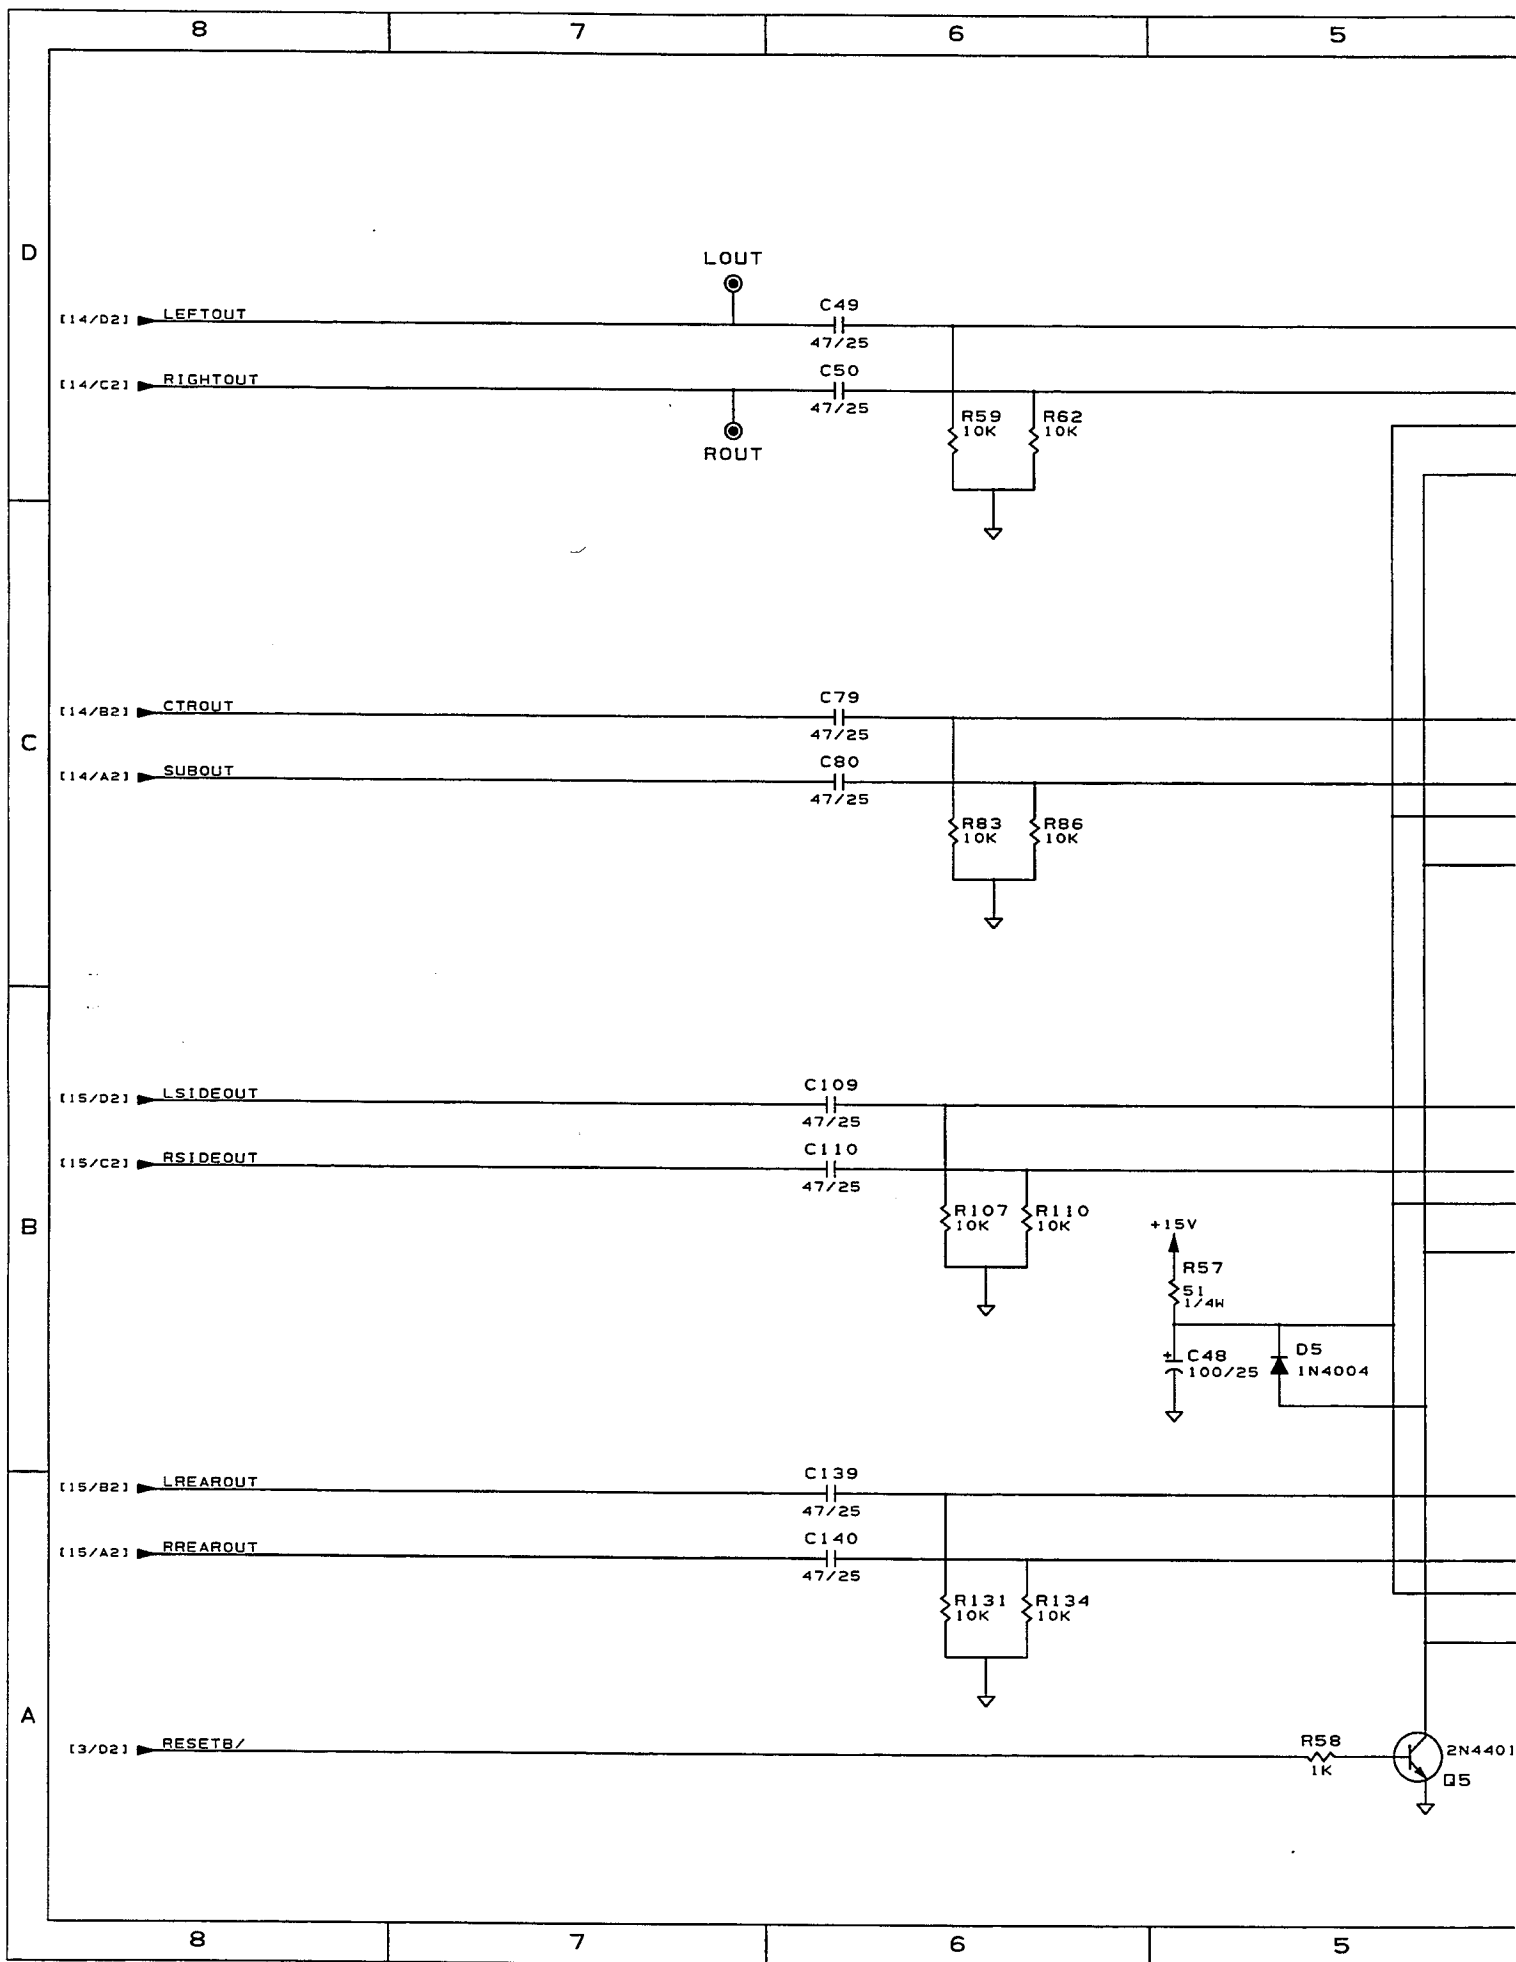 8 7 6 5
D
LOUT
[14/D2] LEFTOUT
C49
47/25
[14/C2] RIGHTOUT
C50
47/25
R59
10K
R62
10K
ROUT
C
[14/B2] CTROUT
C79
47/25
[14/A2] SUBOUT
C80
47/25
R83
10K
R86
10K
B
[15/D2] LSIDEOUT
C109
47/25
[15/C2] RSIDEOUT
C110
47/25
R107
10K
R110
10K
+15V
R57
51
1/4W
+ C48
100/25
D5
1N4004
A
[15/B2] LREAROUT
C139
47/25
[15/A2] RREAROUT
C140
47/25
R131
10K
R134
10K
[3/D2] RESETB/
R58
1K
2N4401
Q5
8 7 6 5